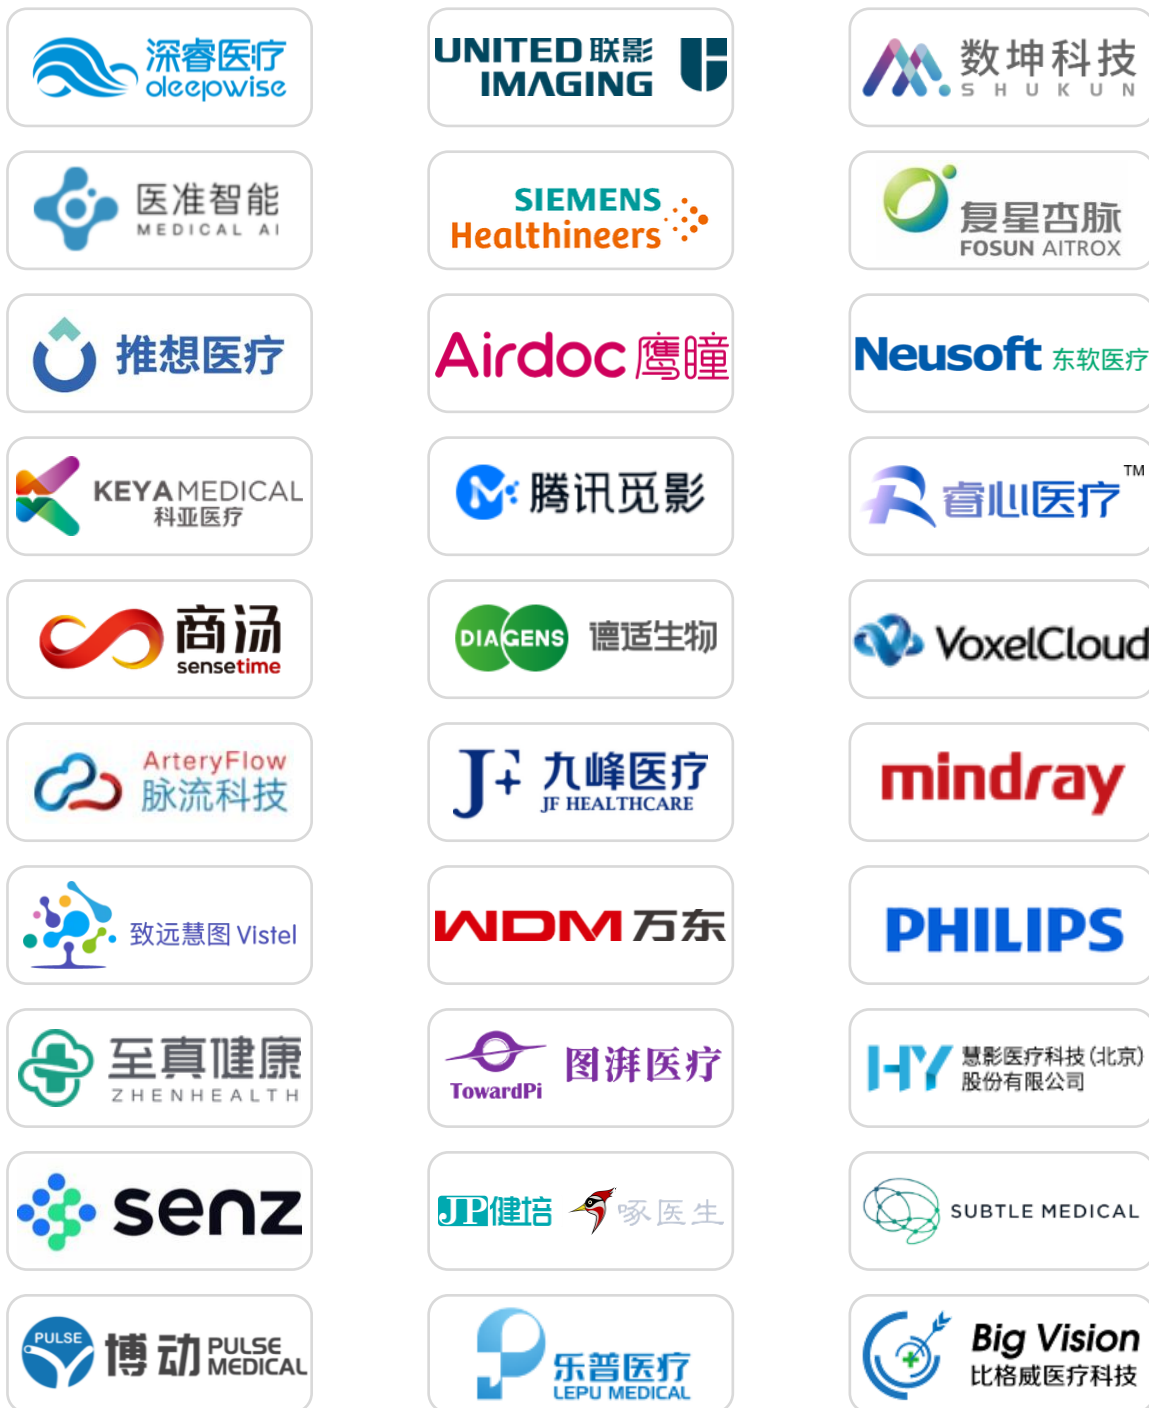 深睿医疗
deepwise
UNITED 联影
IMAGING
数坤科技
SHUKUN
医准智能
MEDICAL AI
SIEMENS
Healthineers
复星杏脉
FOSUN AITROX
推想医疗
Airdoc 鹰瞳
Neusoft 东软医疗
KEYA MEDICAL
科亚医疗
腾讯觅影
睿心医疗 TM
商汤
sensetime
DIAGENS 德适生物
VoxelCloud
ArteryFlow
脉流科技
九峰医疗
JF HEALTHCARE
mindray
致远慧图 Vistel
WDM 万东
PHILIPS
至真健康
ZHENHEALTH
TowardPi 图湃医疗
HY 慧影医疗科技(北京)
股份有限公司
senz
JP 健培 啄医生
SUBTLE MEDICAL
PULSE 博动 PULSE
MEDICAL
乐普医疗
LEPU MEDICAL
Big Vision
比格威医疗科技